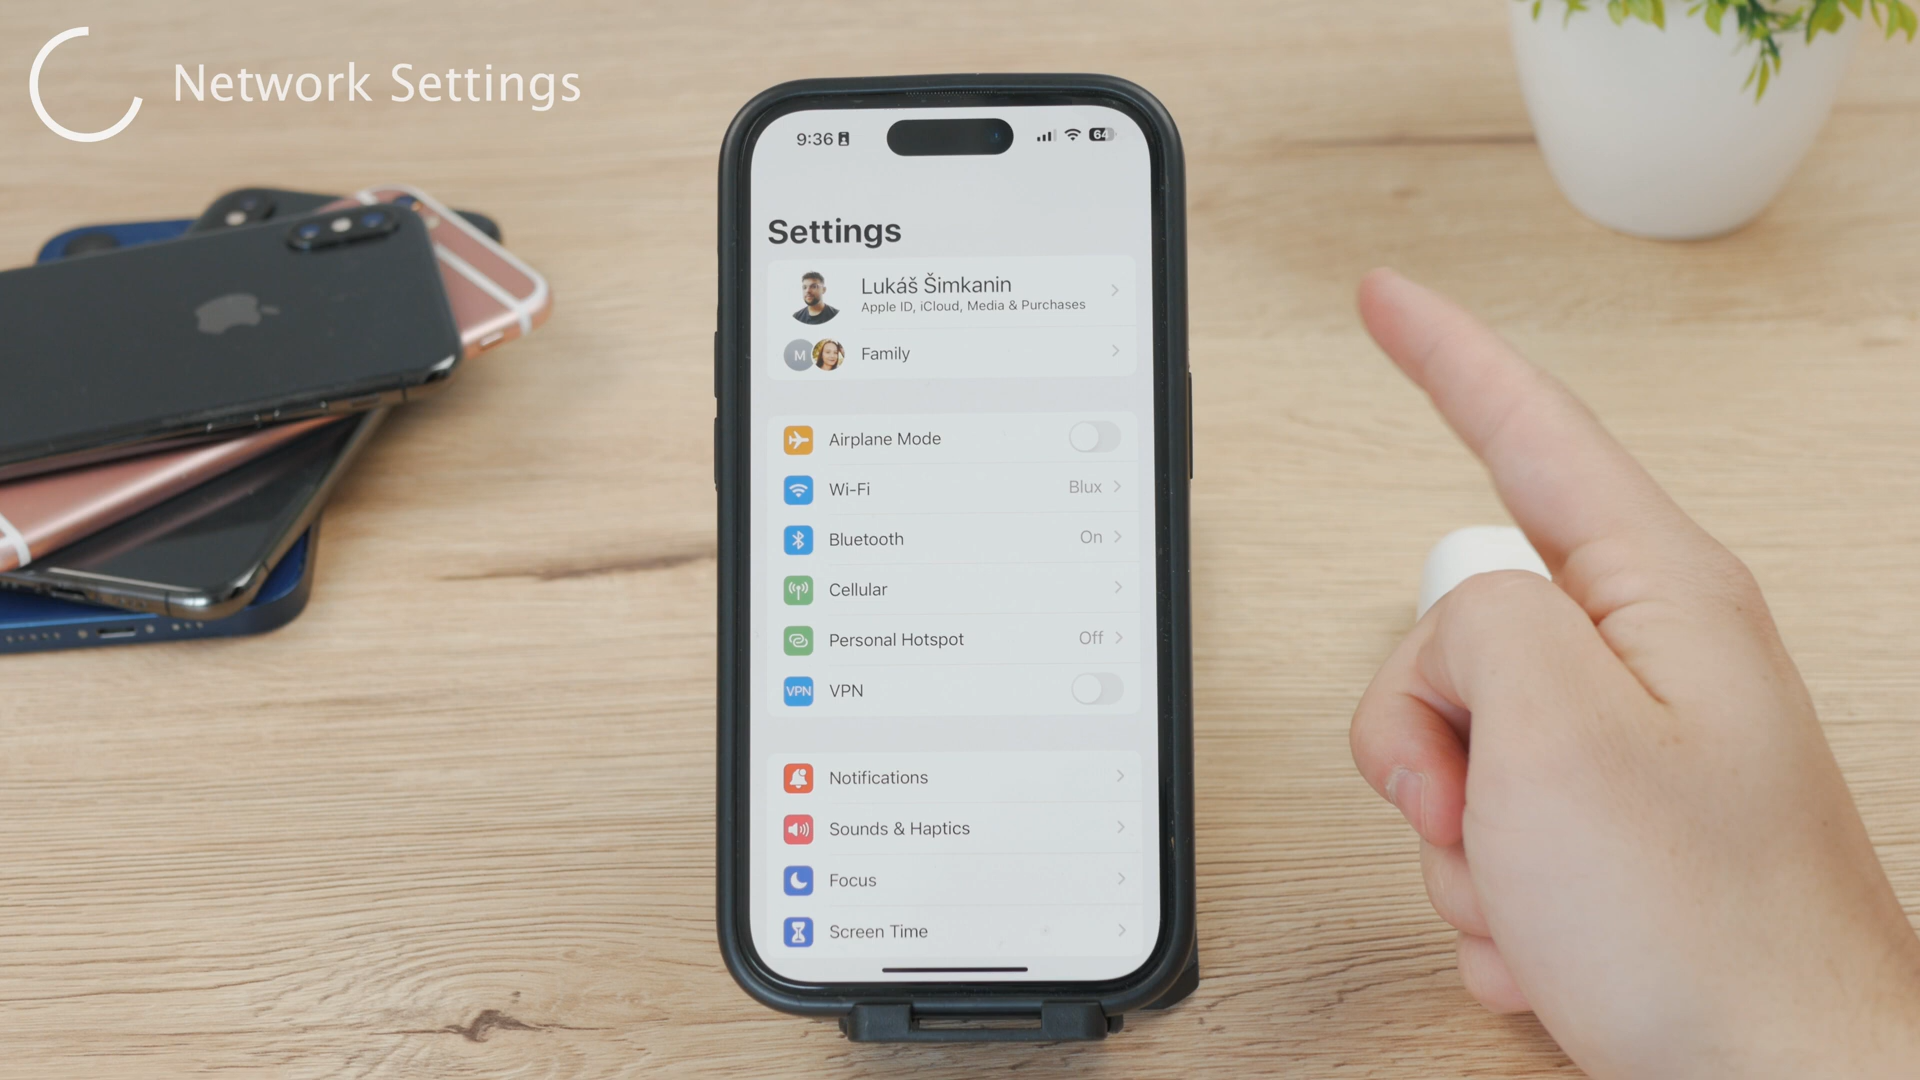 Network Settings
9:36
64
Settings
Lukáš Šimkanin
Apple ID, iCloud, Media & Purchases
M
Family
Airplane Mode
Wi-Fi
Blux
Bluetooth
On
Cellular
Personal Hotspot
Off
VPN
VPN
Notifications
Sounds & Haptics
Focus
Screen Time